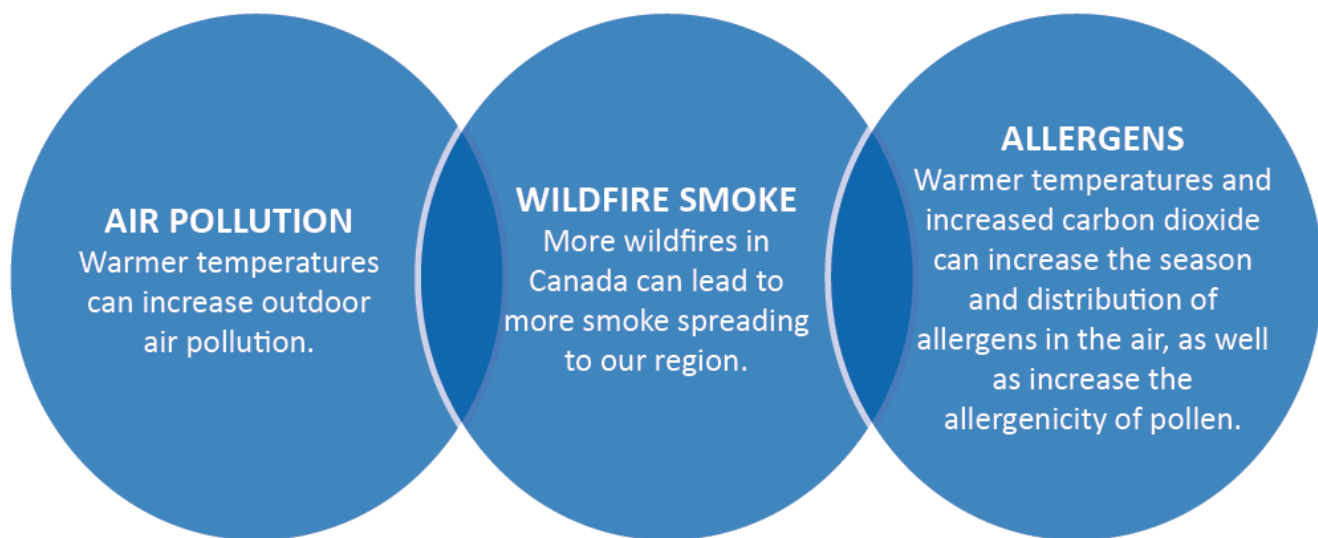 AIR POLLUTION
Warmer temperatures
can increase outdoor
air pollution.
WILDFIRE SMOKE
More wildfires in
Canada can lead to
more smoke spreading
to our region.
ALLERGENS
Warmer temperatures and
increased carbon dioxide
can increase the season
and distribution of
allergens in the air, as well
as increase the
allergenicity of pollen.